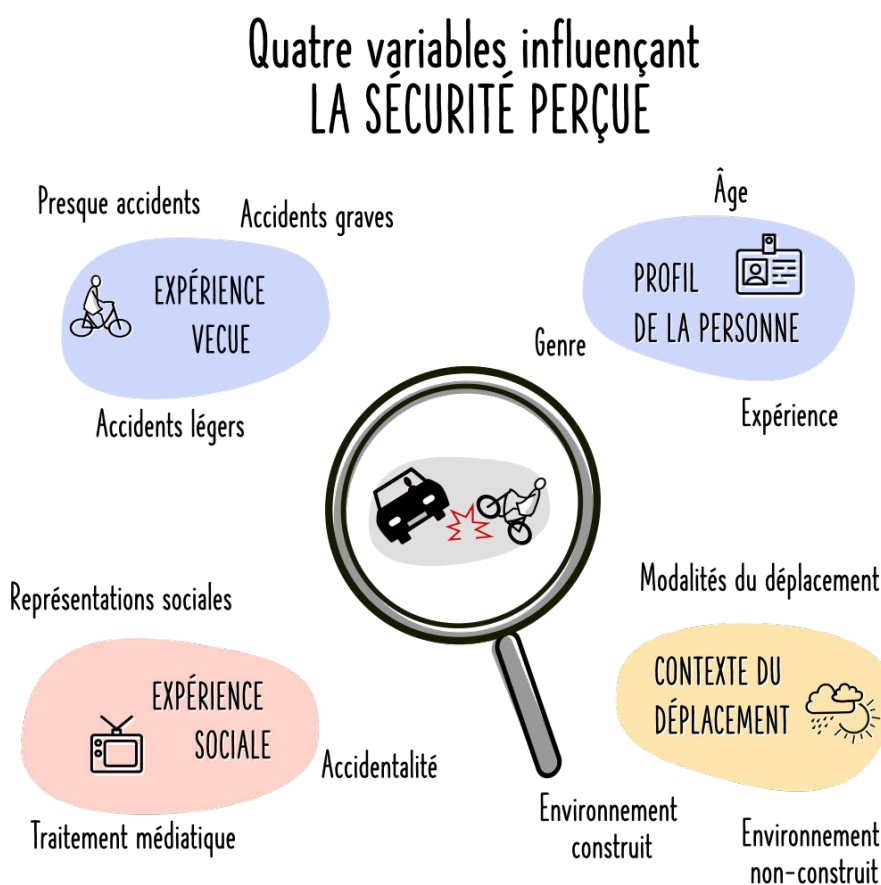 Quatre variables influençant
LA SÉCURITÉ PERÇUE
Presque accidents
Accidents graves
EXPÉRIENCE
VECUE
Accidents légers
Âge
PROFIL
DE LA PERSONNE
Genre
Expérience
Représentations sociales
EXPÉRIENCE
SOCIALE
Accidentalité
Traitement médiatique
Modalités du déplacement
CONTEXTE DU
DÉPLACEMENT
Environnement
construit
Environnement
non-construit